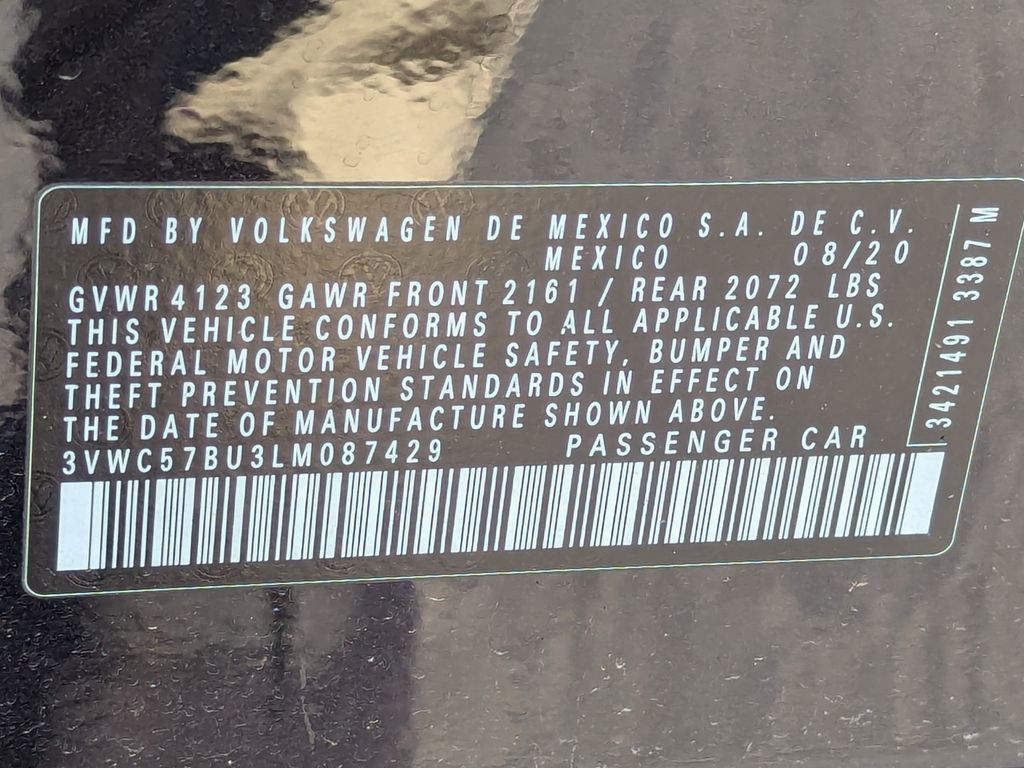 MFD BY VOLKSWAGEN DE MEXICO S.A. DE C.V.
MEXICO 08/20
GVWR 4123 GAWR FRONT 2161 / REAR 2072 LBS
THIS VEHICLE CONFORMS TO ALL APPLICABLE U.S.
FEDERAL MOTOR VEHICLE SAFETY, BUMPER AND
THEFT PREVENTION STANDARDS IN EFFECT ON
THE DATE OF MANUFACTURE SHOWN ABOVE.
3VWC57BU3LM087429 PASSENGER CAR
3421491 3387 M